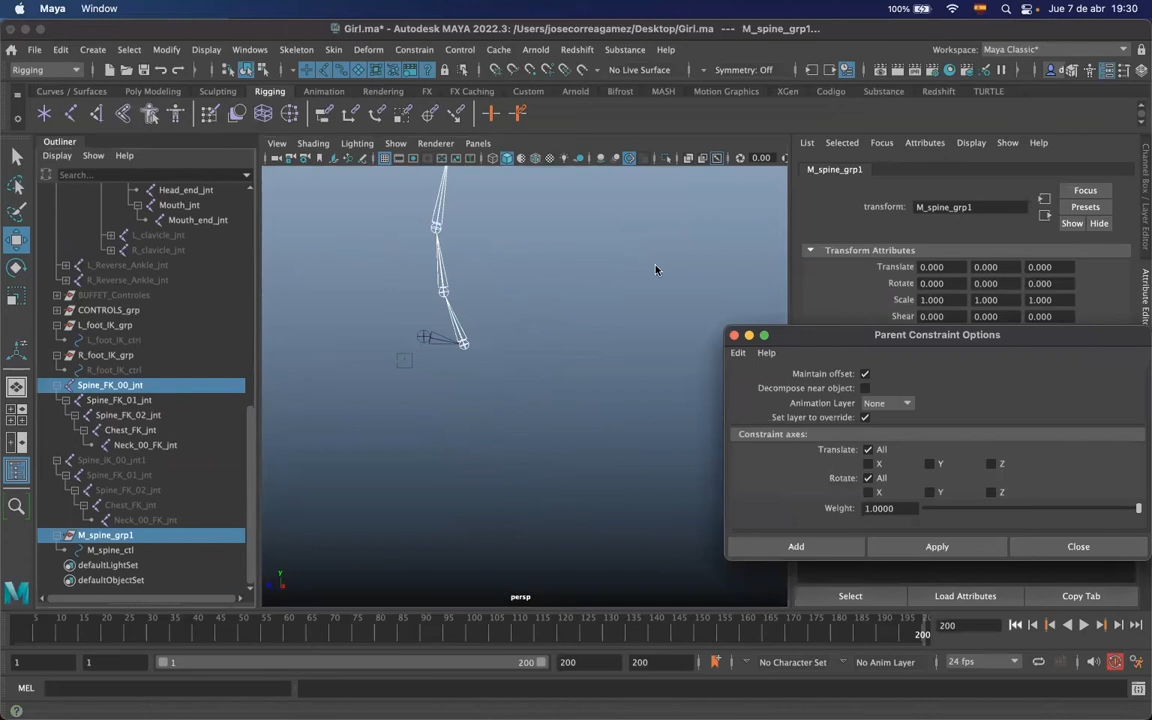 Maya Window 100% Jue 7 de abr 19:30
Girl.ma* - Autodesk MAYA 2022.3: /Users/josecorreagamez/Desktop/Girl.ma --- M_spine_grp1...
File Edit Create Select Modify Display Windows Skeleton Skin Deform Constrain Control Cache Arnold Redshift Substance Help Workspace: Maya Classic*
Rigging No Live Surface Symmetry: Off
Curves / Surfaces Poly Modeling Sculpting Rigging Animation Rendering FX FX Caching Custom Arnold Bifrost MASH Motion Graphics XGen Codigo Substance Redshift TURTLE
Outliner
Display Show Help
Search...
Head_end_jnt
Mouth_jnt
Mouth_end_jnt
L_clavicle_jnt
R_clavicle_jnt
L_Reverse_Ankle_jnt
R_Reverse_Ankle_jnt
BUFFET_Controles
CONTROLS_grp
L_foot_IK_grp
L_foot_IK_ctrl
R_foot_IK_grp
R_foot_IK_ctrl
Spine_FK_00_jnt
Spine_FK_01_jnt
Spine_FK_02_jnt
Chest_FK_jnt
Neck_00_FK_jnt
Spine_IK_00_jnt1
Spine_FK_01_jnt
Spine_FK_02_jnt
Chest_FK_jnt
Neck_00_FK_jnt
M_spine_grp1
M_spine_ctl
defaultLightSet
defaultObjectSet
View Shading Lighting Show Renderer Panels
0.00
y
persp
List Selected Focus Attributes Display Show Help
M_spine_grp1
Focus
transform: M_spine_grp1 Presets
Show Hide
Transform Attributes
Translate 0.000 0.000 0.000
Rotate 0.000 0.000 0.000
Scale 1.000 1.000 1.000
Shear 0.000 0.000 0.000
Parent Constraint Options
Edit Help
Maintain offset:
Decompose near object:
Animation Layer None
Set layer to override:
Constraint axes:
Translate: All
X Y Z
Rotate: All
X Y Z
Weight: 1.0000
Add Apply Close
Select Load Attributes Copy Tab
Channel Box / Layer Editor
Attribute Editor
5 10 15 20 25 30 35 40 45 50 55 60 65 70 75 80 85 90 95 100 105 110 115 120 125 130 135 140 145 150 155 160 165 170 175 180 185 190 195 200
200 200
1 1 1 200 200 200 No Character Set No Anim Layer 24 fps
MEL